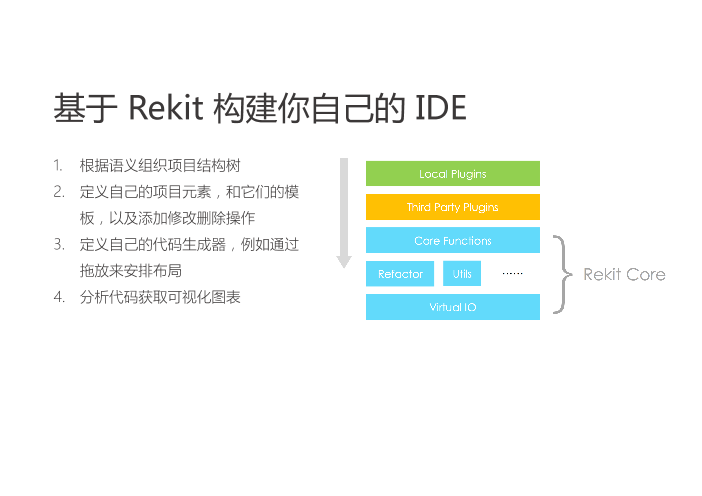 基于 Rekit 构建你自己的 IDE
1. 根据语义组织项目结构树
2. 定义自己的项目元素，和它们的模
板，以及添加修改删除操作
3. 定义自己的代码生成器，例如通过
拖放来安排布局
4. 分析代码获取可视化图表
Local Plugins
Third Party Plugins
Core Functions
Refactor Utils ......
Virtual IO
Rekit Core